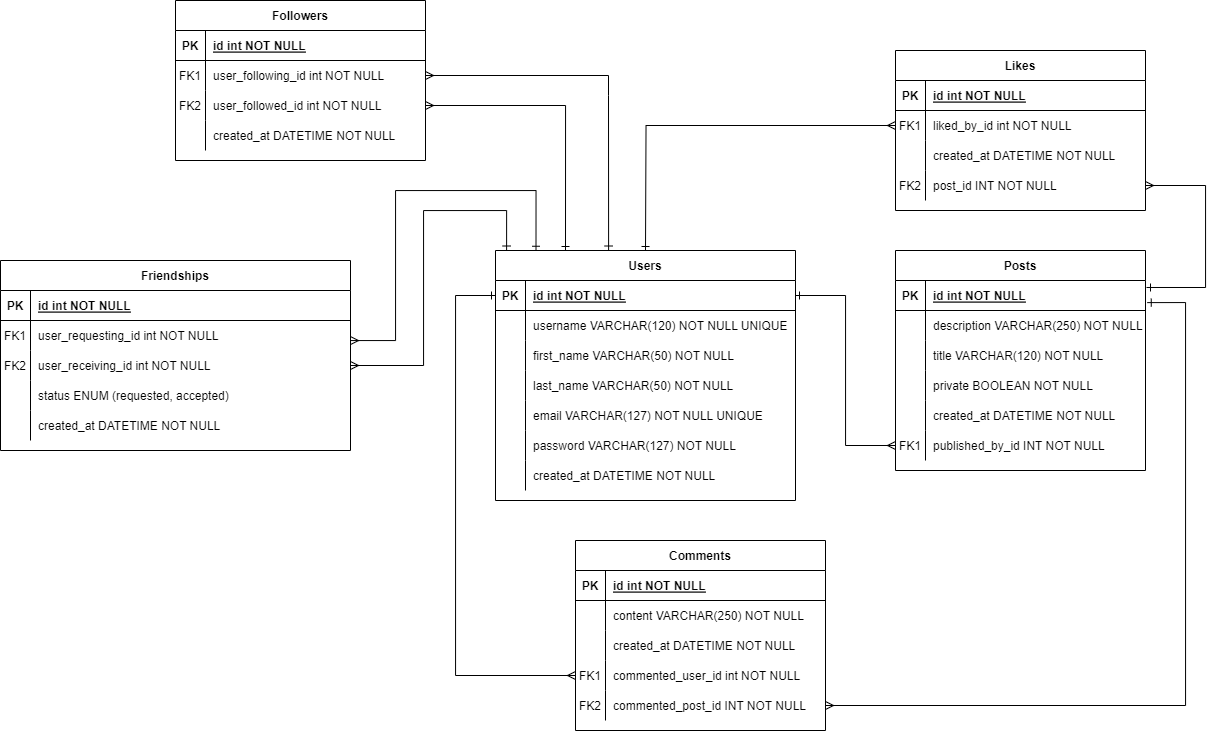 Followers
PK id int NOT NULL
FK1 user_following_id int NOT NULL
FK2 user_followed_id int NOT NULL
created_at DATETIME NOT NULL
Likes
PK id int NOT NULL
FK1 liked_by_id int NOT NULL
created_at DATETIME NOT NULL
FK2 post_id INT NOT NULL
Friendships
PK id int NOT NULL
FK1 user_requesting_id int NOT NULL
FK2 user_receiving_id int NOT NULL
status ENUM (requested, accepted)
created_at DATETIME NOT NULL
Users
PK id int NOT NULL
username VARCHAR(120) NOT NULL UNIQUE
first_name VARCHAR(50) NOT NULL
last_name VARCHAR(50) NOT NULL
email VARCHAR(127) NOT NULL UNIQUE
password VARCHAR(127) NOT NULL
created_at DATETIME NOT NULL
Posts
PK id int NOT NULL
description VARCHAR(250) NOT NULL
title VARCHAR(120) NOT NULL
private BOOLEAN NOT NULL
created_at DATETIME NOT NULL
FK1 published_by_id INT NOT NULL
Comments
PK id int NOT NULL
content VARCHAR(250) NOT NULL
created_at DATETIME NOT NULL
FK1 commented_user_id int NOT NULL
FK2 commented_post_id INT NOT NULL